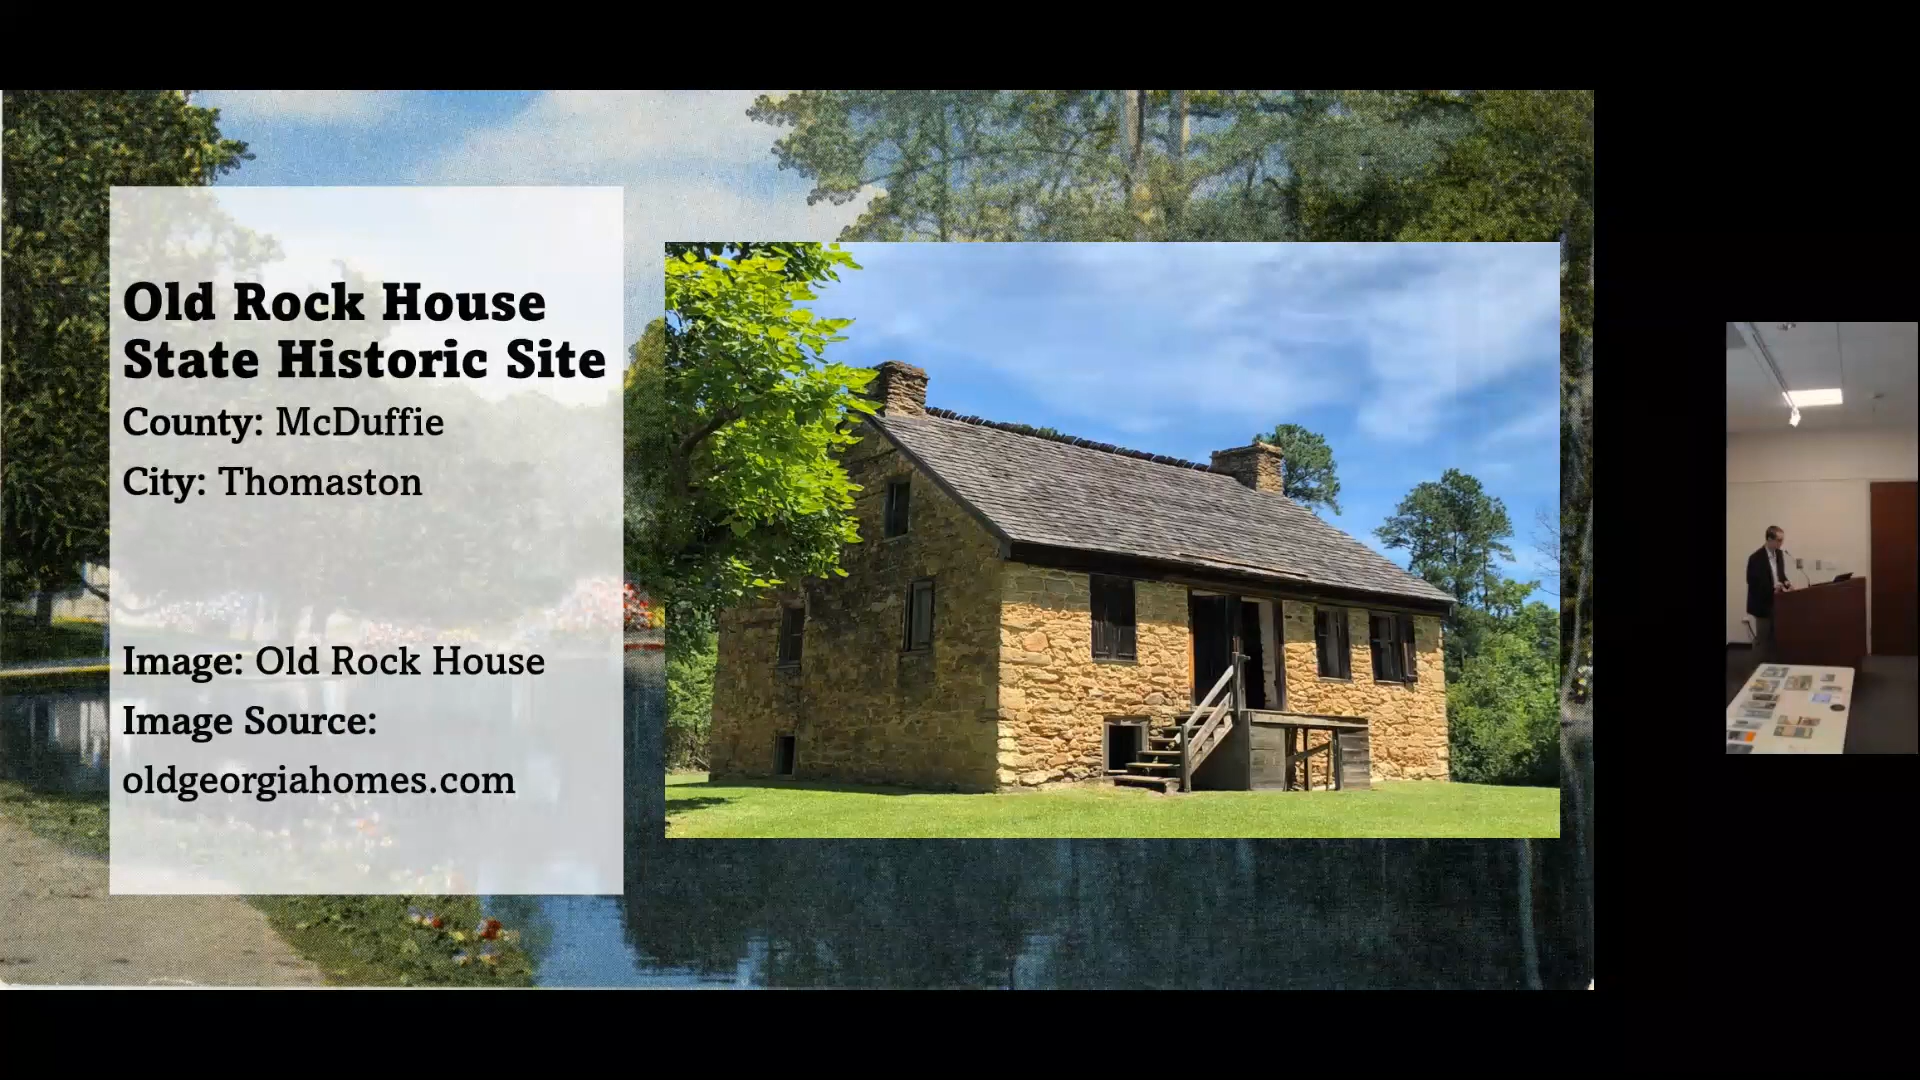 Old Rock House
State Historic Site
County: McDuffie
City: Thomaston
Image: Old Rock House
Image Source:
oldgeorgiahomes.com